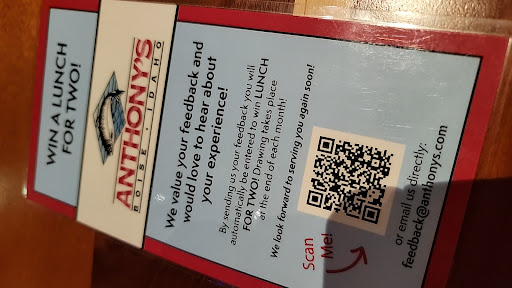 WIN A LUNCH
FOR TWO!
ANTHONY'S
BOISE · IDAHO
We value your feedback and
would love to hear about
your experience!
By sending us your feedback you will
automatically be entered to win LUNCH
FOR TWO! Drawing takes place
at the end of each month!
We look forward to serving you again soon!
Scan
Me!
or email us directly:
feedback@anthonys.com